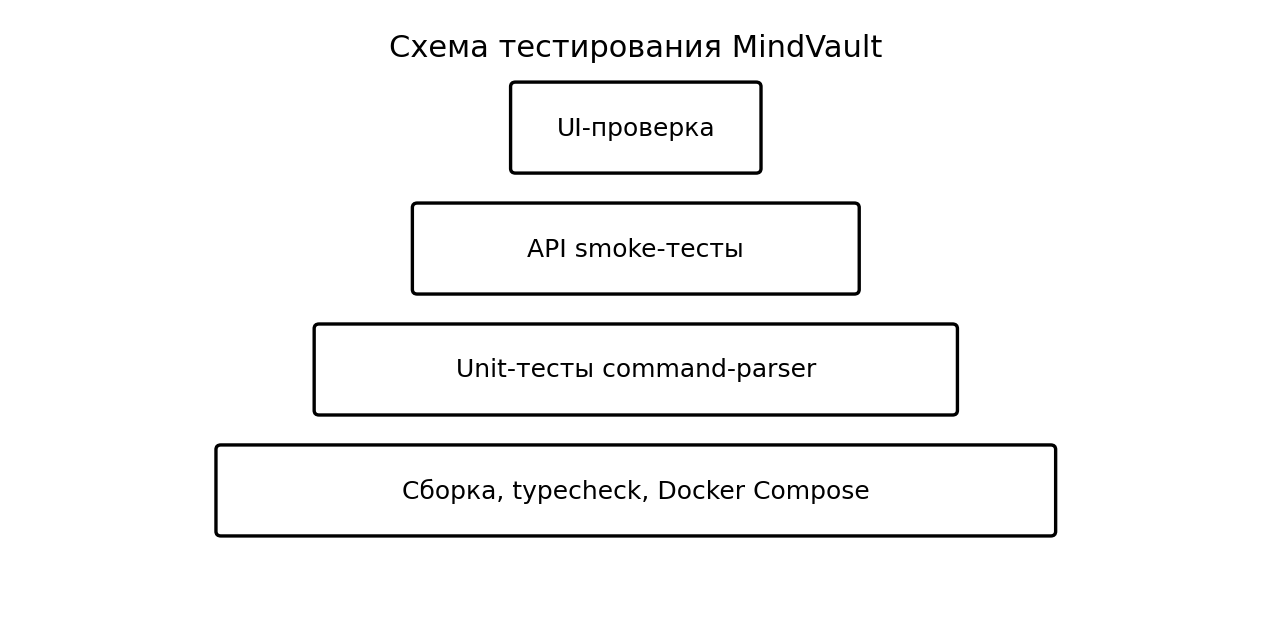 Схема тестирования MindVault
UI-проверка
API smoke-тесты
Unit-тесты command-parser
Сборка, typecheck, Docker Compose